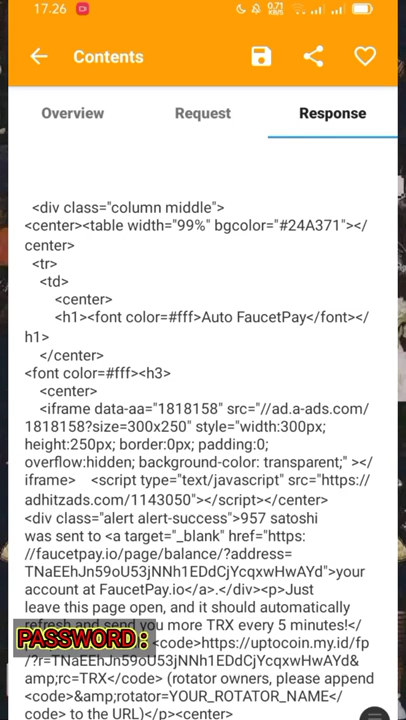 17.26
0.71
KB/S
Contents
Overview Request Response
<div class="column middle">
<center><table width="99%" bgcolor="#24A371"></
center>
<tr>
<td>
<center>
<h1><font color=#fff>Auto FaucetPay</font></
h1>
</center>
<font color=#fff><h3>
<center>
<iframe data-aa="1818158" src="//ad.a-ads.com/
1818158?size=300x250" style="width:300px;
height:250px; border:0px; padding:0;
overflow:hidden; background-color: transparent;" ></
iframe> <script type="text/javascript" src="https://
adhitzads.com/1143050"></script></center>
<div class="alert alert-success">957 satoshi
was sent to <a target="_blank" href="https:
//faucetpay.io/page/balance/?address=
TNaEEhJn59oU53jNNh1EDdCjYcqxwHwAYd">your
account at FaucetPay.io</a>.</div><p>Just
leave this page open, and it should automatically
refresh and send you more TRX every 5 minutes!</
PASSWORD :
<code>https://uptocoin.my.id/fp
/?r=TNaEEhJn59oU53jNNh1EDdCjYcqxwHwAYd&
amp;rc=TRX</code> (rotator owners, please append
<code>&amp;rotator=YOUR_ROTATOR_NAME</
code> to the URL)</p><center>